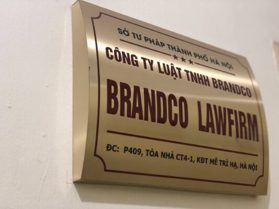 SỞ TƯ PHÁP THÀNH PHỐ HÀ NỘI
CÔNG TY LUẬT TNHH BRANDCO
BRANDCO LAWFIRM
ĐC: P409, TÒA NHÀ CT4-1, KĐT MỄ TRÌ HẠ, HÀ NỘI